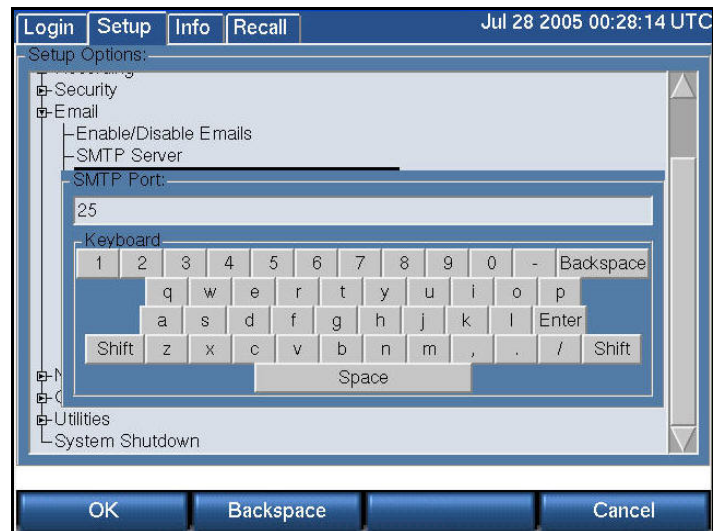 Login Setup Info Recall Jul 28 2005 00:28:14 UTC
Setup Options:
Security
Email
Enable/Disable Emails
SMTP Server
SMTP Port:
25
Keyboard
1 2 3 4 5 6 7 8 9 0 - Backspace
q w e r t y u i o p
a s d f g h j k l Enter
Shift z x c v b n m , . / Shift
Space
Utilities
System Shutdown
OK Backspace Cancel